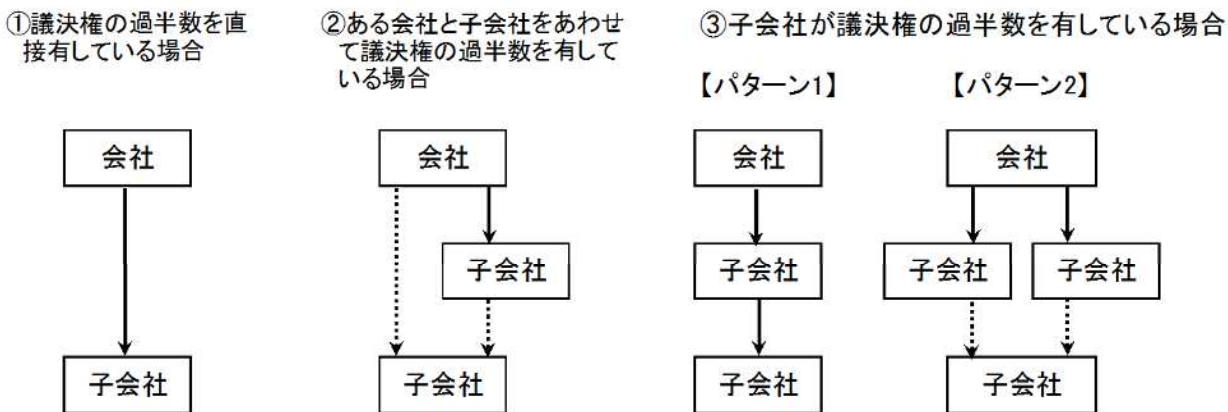 ①議決権の過半数を直
接有している場合
②ある会社と子会社をあわせ
て議決権の過半数を有して
いる場合
③子会社が議決権の過半数を有している場合
【パターン1】
【パターン2】
会社
会社
会社
会社
子会社
子会社
子会社
子会社
子会社
子会社
子会社
子会社